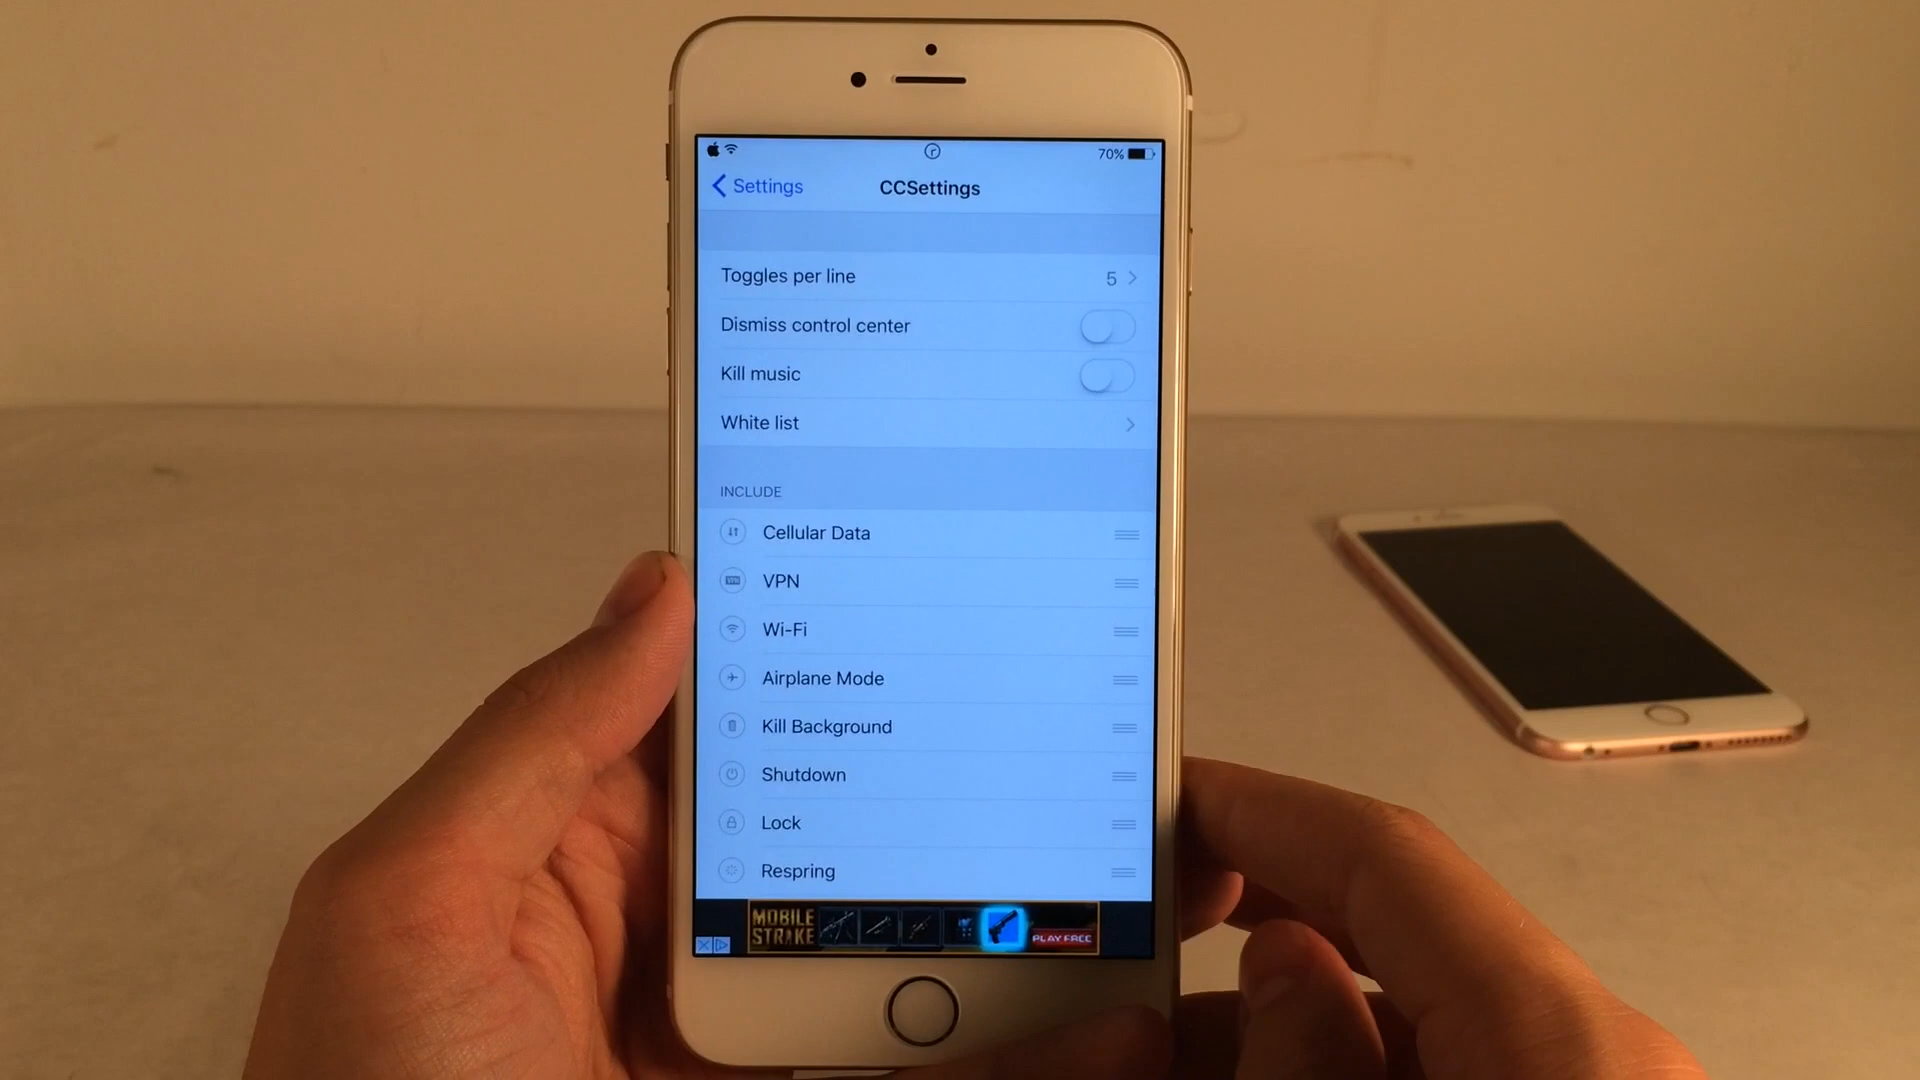 70%
Settings
CCSettings
Toggles per line 5
Dismiss control center
Kill music
White list
INCLUDE
Cellular Data
VPN
VPN
Wi-Fi
Airplane Mode
Kill Background
Shutdown
Lock
Respring
MOBILE
STRIKE
PLAY FREE